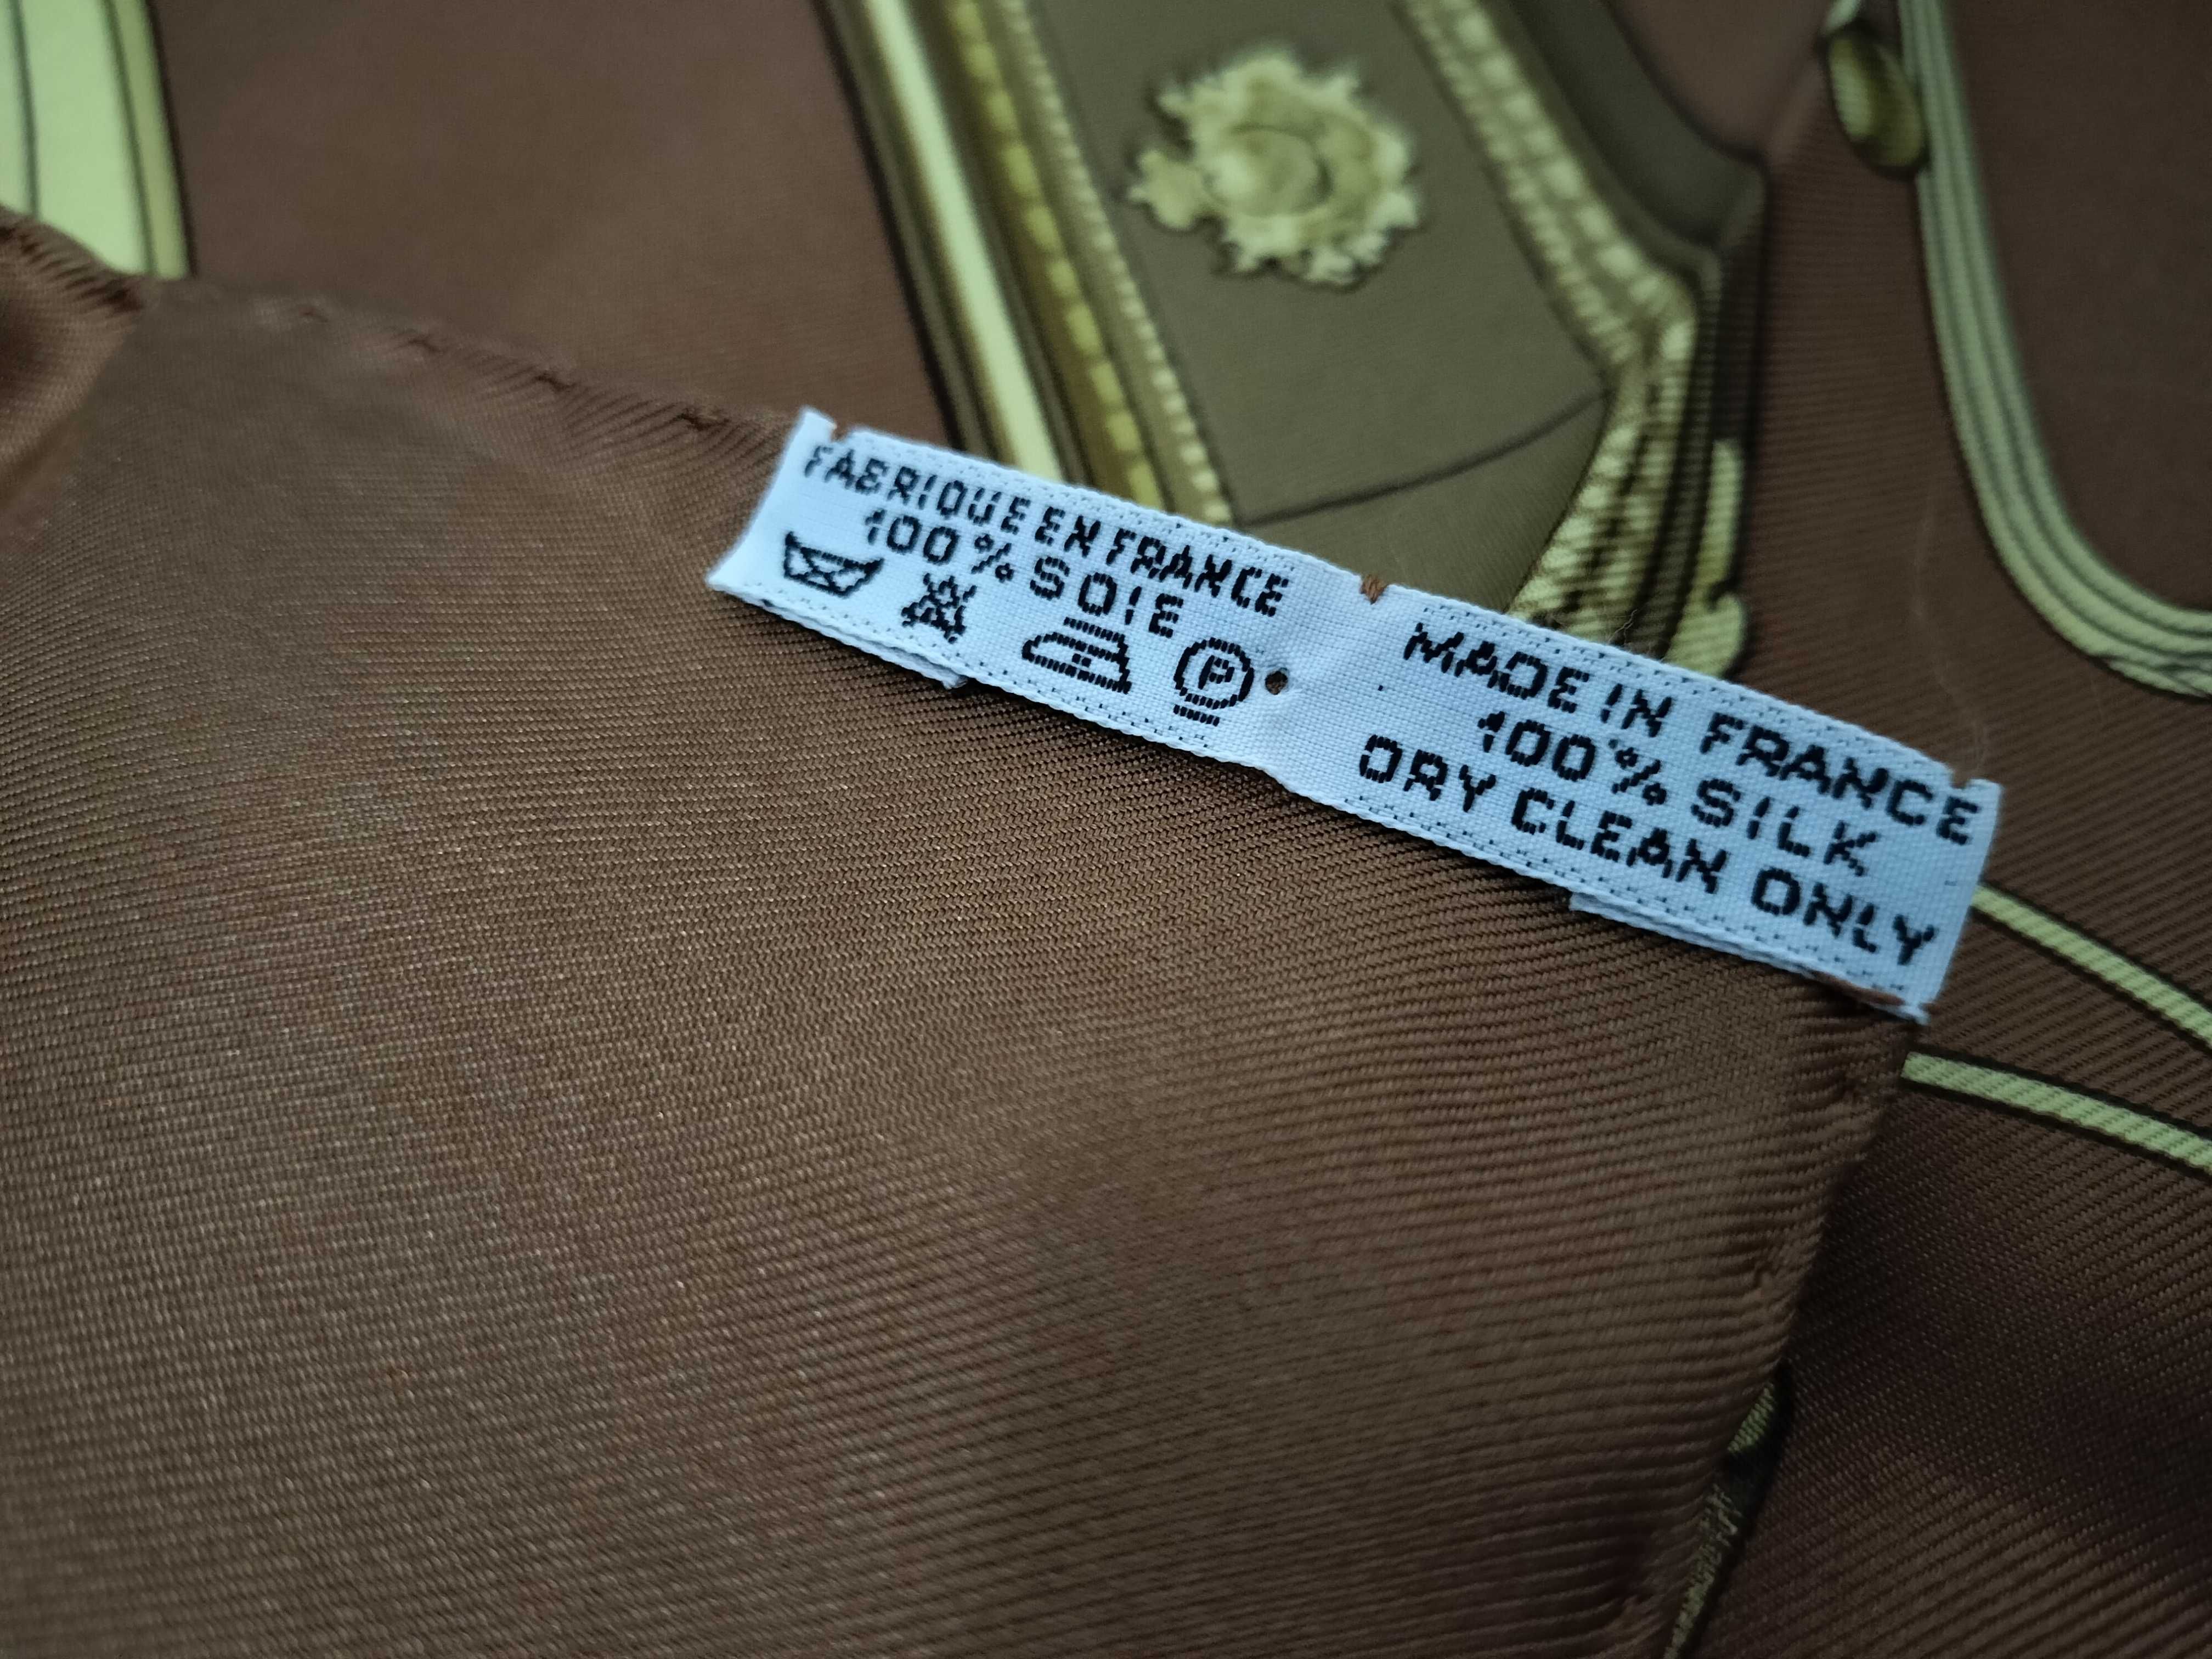 FABRIQUE EN FRANCE
100% SOIE
P
MADE IN FRANCE
100% SILK
DRY CLEAN ONLY